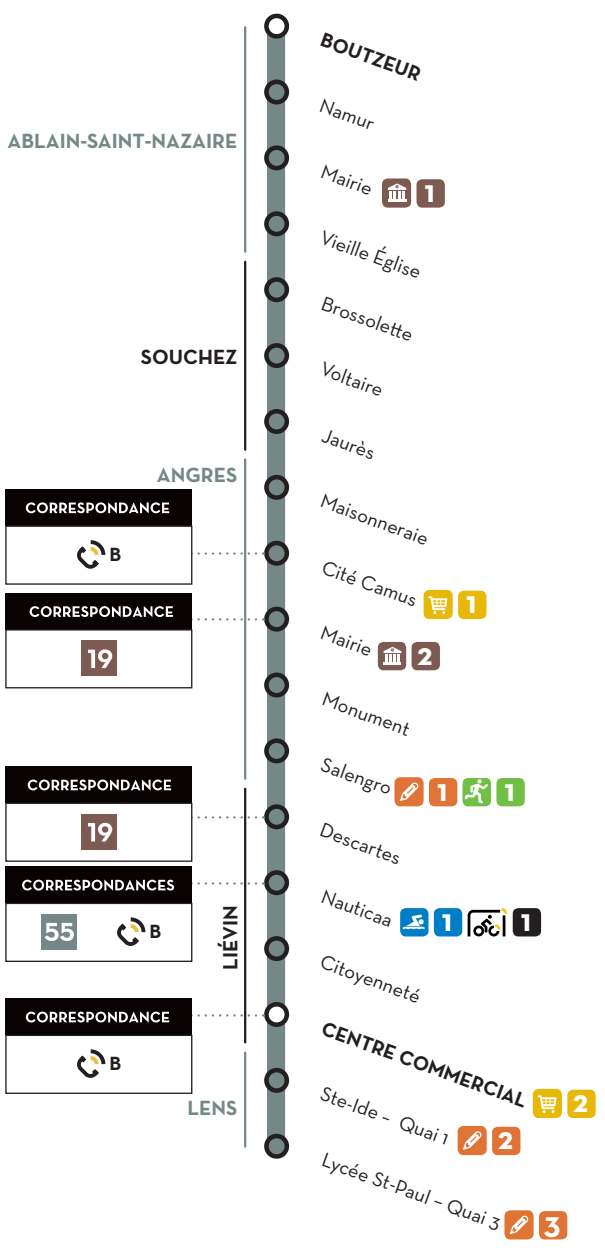 BOUTZEUR
Namur
ABLAIN-SAINT-NAZAIRE
Mairie 1
Vieille Église
Brossolette
SOUCHEZ
Voltaire
Jaurès
ANGRES
Maisonneraie
CORRESPONDANCE
B
Cité Camus 1
CORRESPONDANCE
19
Mairie 2
Monument
Salengro 1 1
CORRESPONDANCE
19
Descartes
CORRESPONDANCES
55 B
Nauticaa 1 1
LIÉVIN
Citoyenneté
CORRESPONDANCE
B
CENTRE COMMERCIAL 2
LENS
Ste-Ide – Quai 1 2
Lycée St-Paul – Quai 3 3